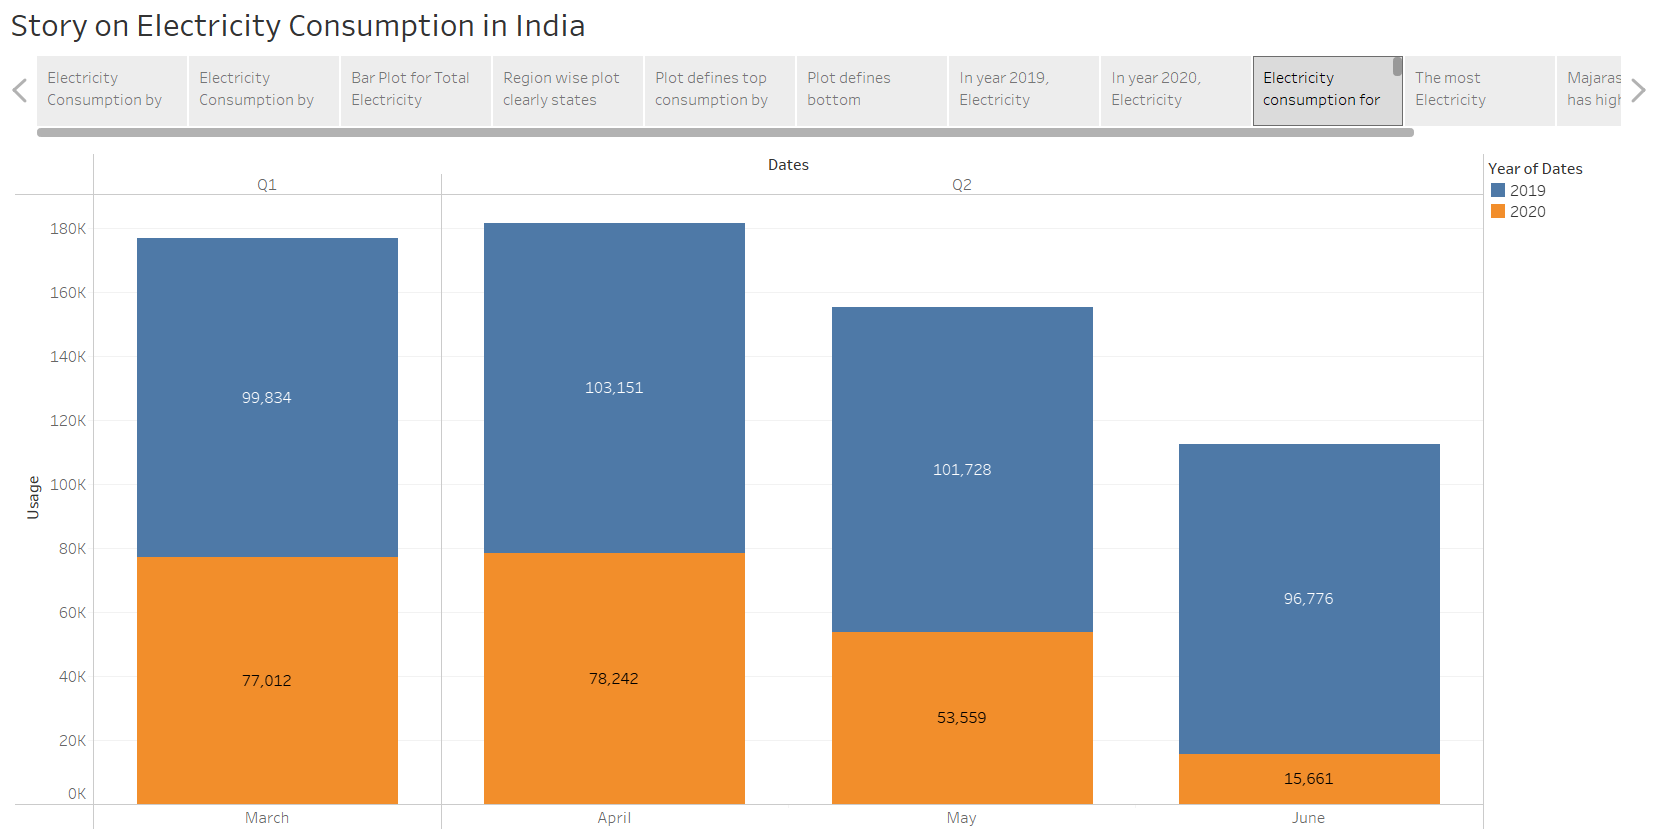 Story on Electricity Consumption in India
Electricity
Consumption by
Electricity
Consumption by
Bar Plot for Total
Electricity
Region wise plot
clearly states
Plot defines top
consumption by
Plot defines
bottom
In year 2019,
Electricity
In year 2020,
Electricity
Electricity
consumption for
The most
Electricity
Majaras
has high
Dates
Q1
Q2
Year of Dates
2019
2020
Usage
180K
160K
140K
120K
100K
80K
60K
40K
20K
0K
99,834
77,012
103,151
78,242
101,728
53,559
96,776
15,661
March
April
May
June